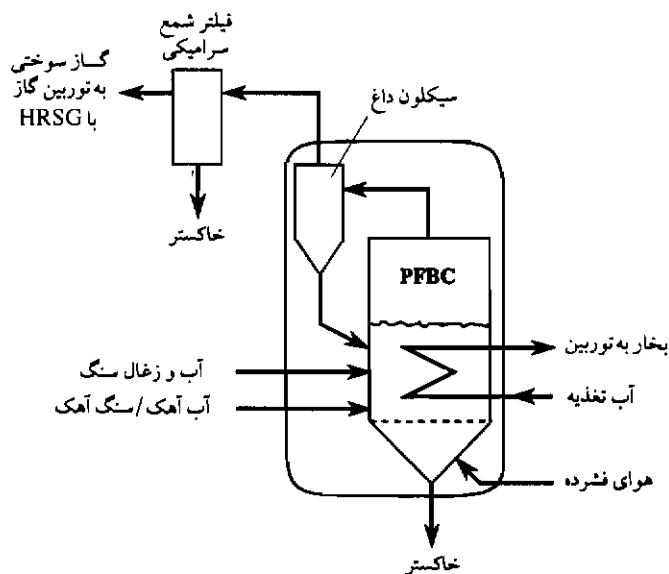 فیلتر شمع
سرامیکی
گاز سوختی
به توربین گاز
با HRSG
سیکلون داغ
خاکستر
PFBC
بخار به توربین
آب و زغال سنگ
آب تغذیه
آب آهک/سنگ آهک
هوای فشرده
خاکستر